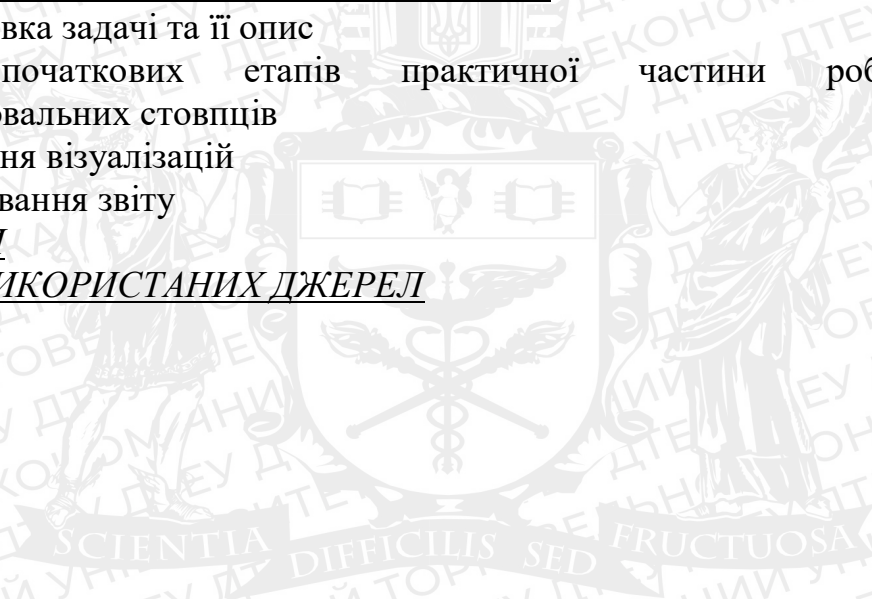 вка задачі та її опис
початкових етапів практичної частини роб
овальних стовпців
ня візуалізацій
вання звіту
И
ИКОРИСТАНИХ ДЖЕРЕЛ
SCIENTIA DIFFICILIS SED FRUCTUOSA